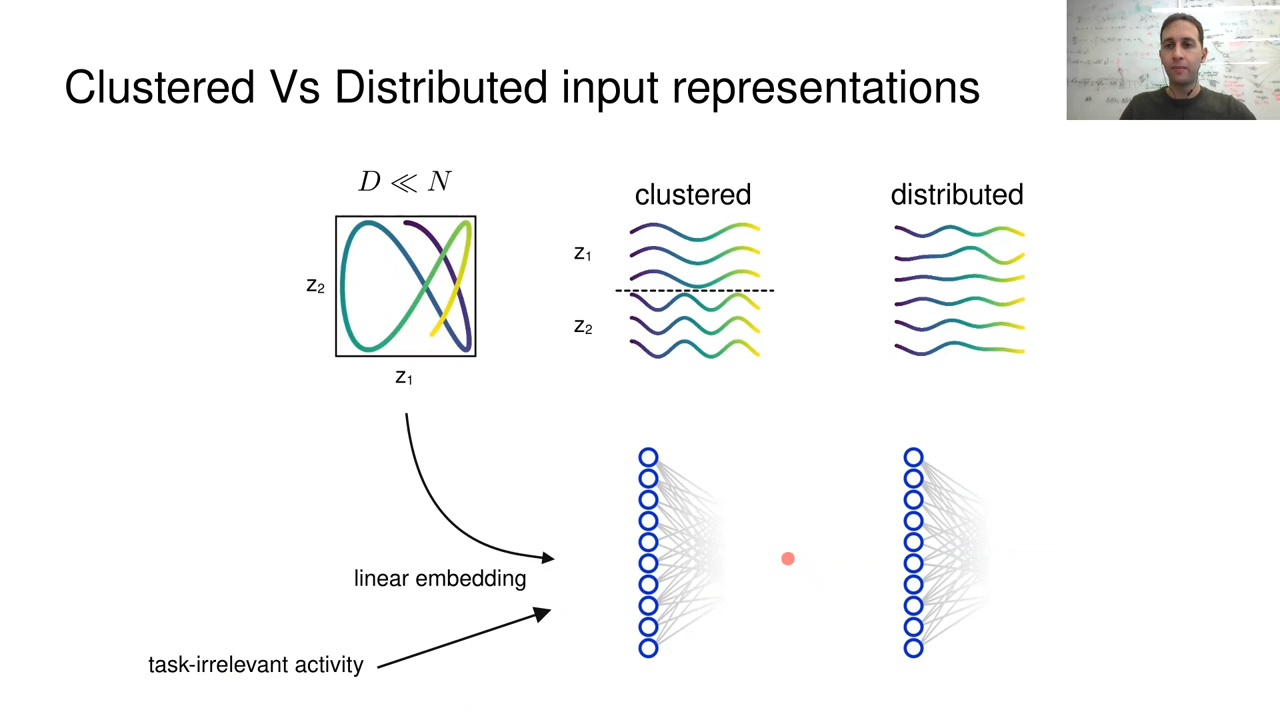 Clustered Vs Distributed input representations
D ≪ N
clustered
distributed
z₁
z₂
z₂
z₁
linear embedding
task-irrelevant activity